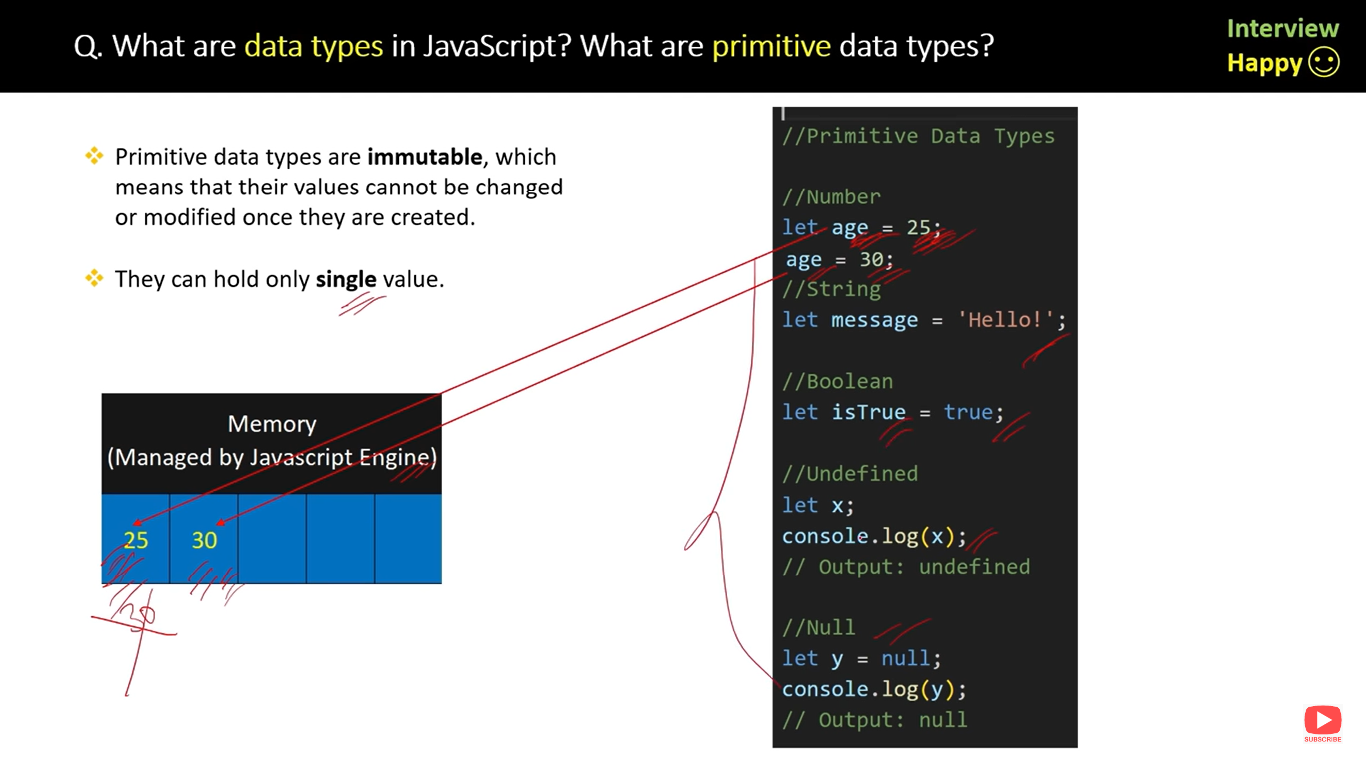 Q. What are data types in JavaScript? What are primitive data types?
Interview
Happy
❖ Primitive data types are immutable, which
means that their values cannot be changed
or modified once they are created.
❖ They can hold only single value.
Memory
(Managed by Javascript Engine)
25
30
30
//Primitive Data Types
//Number
let age = 25;
age = 30;
//String
let message = 'Hello!';
//Boolean
let isTrue = true;
//Undefined
let x;
console.log(x);
// Output: undefined
//Null
let y = null;
console.log(y);
// Output: null
SUBSCRIBE